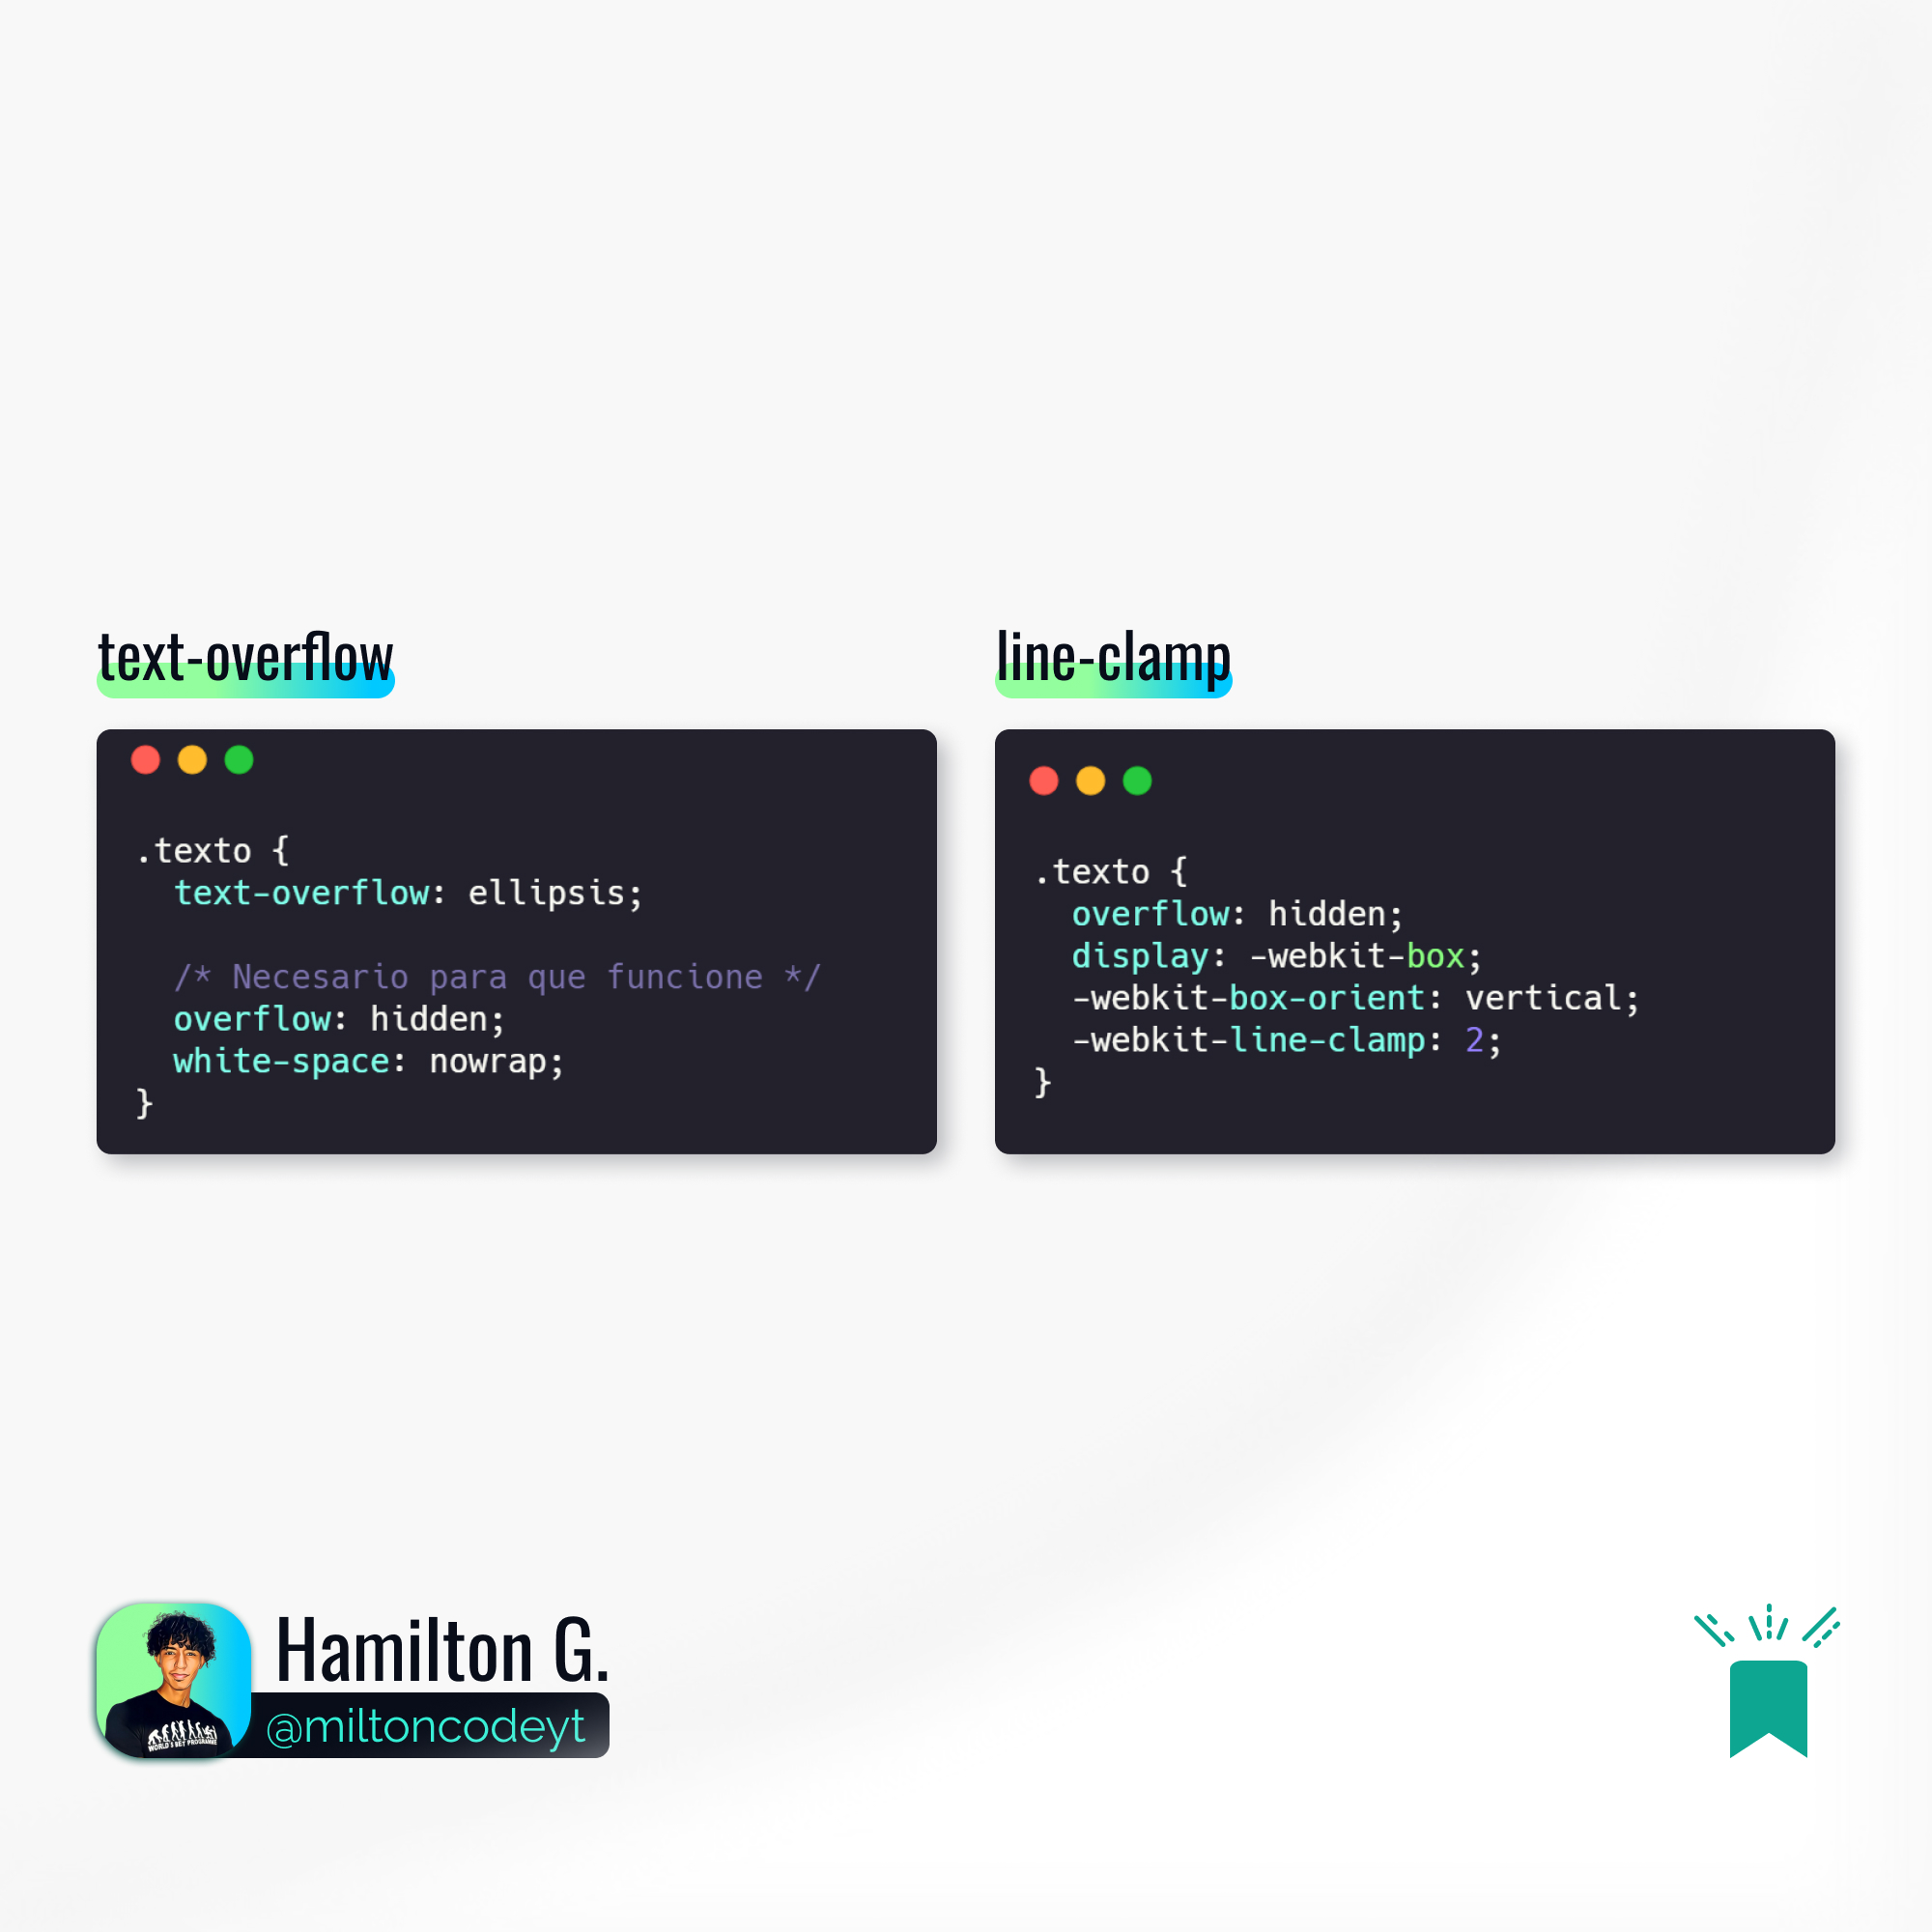 text-overflow
.texto {
  text-overflow: ellipsis;

  /* Necesario para que funcione */
  overflow: hidden;
  white-space: nowrap;
}
line-clamp
.texto {
  overflow: hidden;
  display: -webkit-box;
  -webkit-box-orient: vertical;
  -webkit-line-clamp: 2;
}
Hamilton G.
@miltoncodeyt